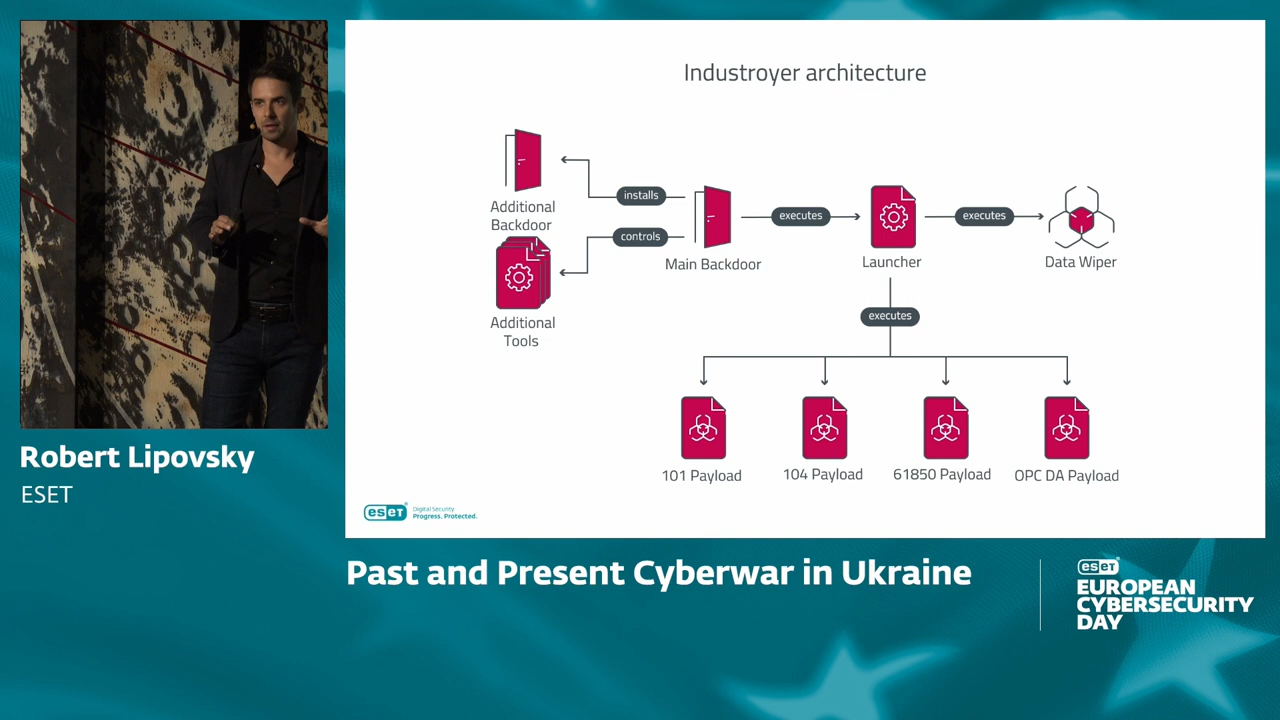 Industroyer architecture
Additional
Backdoor
installs
controls
Additional
Tools
Main Backdoor
executes
Launcher
executes
Data Wiper
executes
101 Payload
104 Payload
61850 Payload
OPC DA Payload
eset
Digital Security
Progress. Protected.
Robert Lipovsky
ESET
Past and Present Cyberwar in Ukraine
eset
EUROPEAN
CYBERSECURITY
DAY